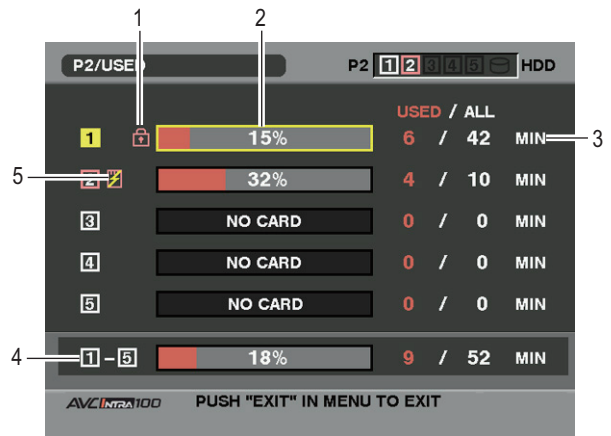 1 2
P2/USED P2 1 2 3 4 5 HDD
USED / ALL
1 15% 6 / 42 MIN 3
5 2 32% 4 / 10 MIN
3 NO CARD 0 / 0 MIN
4 NO CARD 0 / 0 MIN
5 NO CARD 0 / 0 MIN
4 1 – 5 18% 9 / 52 MIN
AVC INTRA 100 PUSH "EXIT" IN MENU TO EXIT